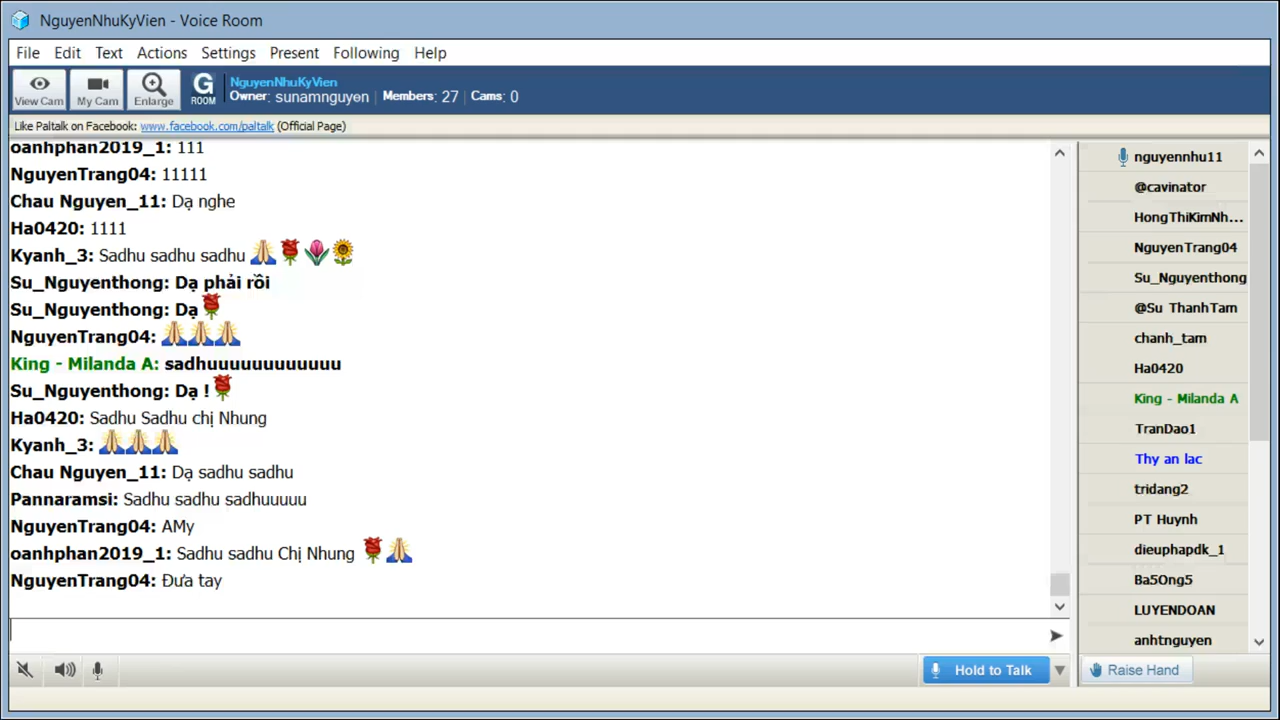 NguyenNhuKyVien - Voice Room
File Edit Text Actions Settings Present Following Help
View Cam My Cam Enlarge G ROOM
NguyenNhuKyVien
Owner: sunamnguyen | Members: 27 | Cams: 0
Like Paltalk on Facebook: www.facebook.com/paltalk (Official Page)
oanhphan2019_1: 111
NguyenTrang04: 11111
Chau Nguyen_11: Dạ nghe
Ha0420: 1111
Kyanh_3: Sadhu sadhu sadhu 🙏🌹🌷🌻
Su_Nguyenthong: Dạ phải rồi
Su_Nguyenthong: Dạ🌹
NguyenTrang04: 🙏🙏🙏
King - Milanda A: sadhuuuuuuuuuuuuu
Su_Nguyenthong: Dạ !🌹
Ha0420: Sadhu Sadhu chị Nhung
Kyanh_3: 🙏🙏🙏
Chau Nguyen_11: Dạ sadhu sadhu
Pannaramsi: Sadhu sadhu sadhuuuuu
NguyenTrang04: AMy
oanhphan2019_1: Sadhu sadhu Chị Nhung 🌹🙏
NguyenTrang04: Đưa tay
Hold to Talk
nguyennhu11
@cavinator
HongThiKimNh...
NguyenTrang04
Su_Nguyenthong
@Su ThanhTam
chanh_tam
Ha0420
King - Milanda A
TranDao1
Thy an lac
tridang2
PT Huynh
dieuphapdk_1
Ba5Ong5
LUYENDOAN
anhtnguyen
Raise Hand